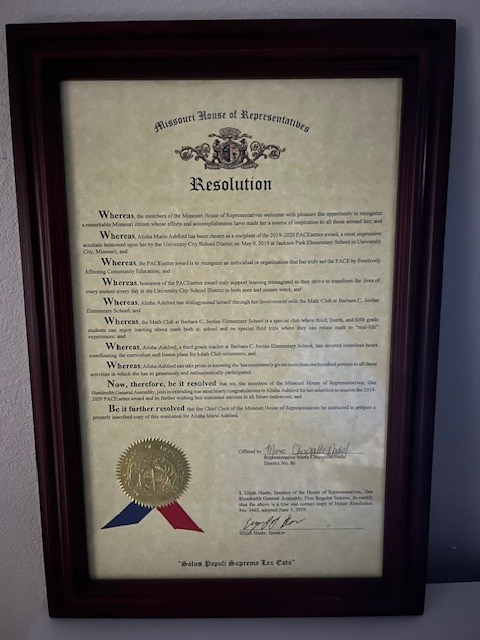 Missouri House of Representatives
Resolution
Whereas, the members of the Missouri House of Representatives welcome with pleasure the opportunity to recognize
a remarkable Missouri citizen whose efforts and accomplishments have made her a source of inspiration to all those around her; and
Whereas, Alisha Marie Ashford has been chosen as a recipient of the 2019-2020 PACEsetter award, a most impressive
accolade bestowed upon her by the University City School District on May 9, 2019 at Jackson Park Elementary School in University
City, Missouri; and
Whereas, the PACEsetter award is to recognize an individual or organization that has truly set the PACE by Positively
Affecting Community Education; and
Whereas, honorees of the PACEsetter award truly support learning reimagined as they strive to transform the lives of
every student every day in the University City School District in both seen and unseen ways; and
Whereas, Alisha Ashford has distinguished herself through her involvement with the Math Club at Barbara C. Jordan
Elementary School; and
Whereas, the Math Club at Barbara C. Jordan Elementary School is a special club where third, fourth, and fifth grade
students can enjoy learning about math both at school and on special field trips where they can relate math to "real-life"
experiences; and
Whereas, Alisha Ashford, a third grade teacher at Barbara C. Jordan Elementary School, has devoted countless hours
coordinating the curriculum and lesson plans for Math Club volunteers; and
Whereas, Alisha Ashford can take pride in knowing she has consistently given more than one hundred percent to all those
activities in which she has so generously and enthusiastically participated:
Now, therefore, be it resolved that we, the members of the Missouri House of Representatives, One
Hundredth General Assembly, join in extending our most hearty congratulations to Alisha Ashford for her selection to receive the 2019-
2020 PACEsetter award and in further wishing her continued success in all future endeavors; and
Be it further resolved that the Chief Clerk of the Missouri House of Representatives be instructed to prepare a
properly inscribed copy of this resolution for Alisha Marie Ashford.
Offered by
Representative Maria Chappelle-Nadal
District No. 86
I, Elijah Haahr, Speaker of the House of Representatives, One
Hundredth General Assembly, First Regular Session, do certify
that the above is a true and correct copy of House Resolution
No. 3465, adopted June 3, 2019.
Elijah Haahr, Speaker
"Salus Populi Suprema Lex Esto"